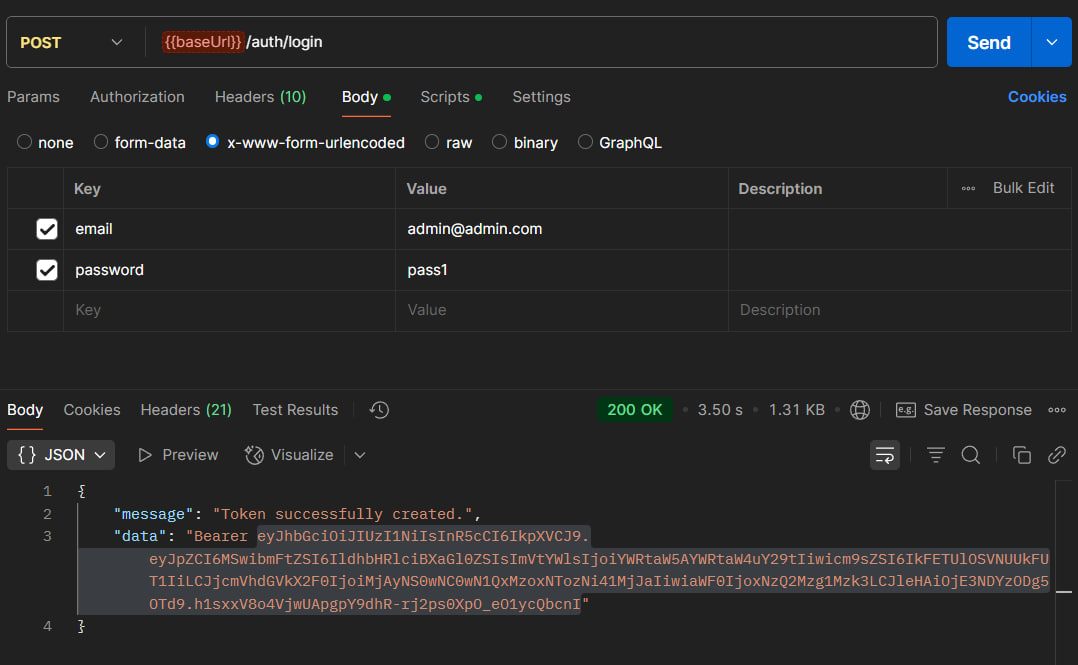 POST {{baseUrl}}/auth/login Send
Params Authorization Headers (10) Body Scripts Settings Cookies
none form-data x-www-form-urlencoded raw binary GraphQL
Key Value Description Bulk Edit
email admin@admin.com
password pass1
Key Value Description
Body Cookies Headers (21) Test Results 200 OK • 3.50 s • 1.31 KB • e.g. Save Response
{ } JSON Preview Visualize
1 {
2 "message": "Token successfully created.",
3 "data": "Bearer eyJhbGciOiJIUzI1NiIsInR5cCI6IkpXVCJ9.
eyJpZCI6MSwibmFtZSI6IldhbHRlciBXaGl0ZSIsImVtYWlsIjoiYWRtaW5AYWRtaW4uY29tIiwicm9sZSI6IkFETUlOSVNUUkFU
T1IiLCJjcmVhdGVkX2F0IjoiMjAyNS0wNC0wN1QxMzoxNTozNi41MjJaIiwiaWF0IjoxNzQ2Mzg1Mzk3LCJleHAiOjE3NDYzODg5
OTd9.h1sxxV8o4VjwUApgpY9dhR-rj2ps0XpO_eO1ycQbcnI"
4 }